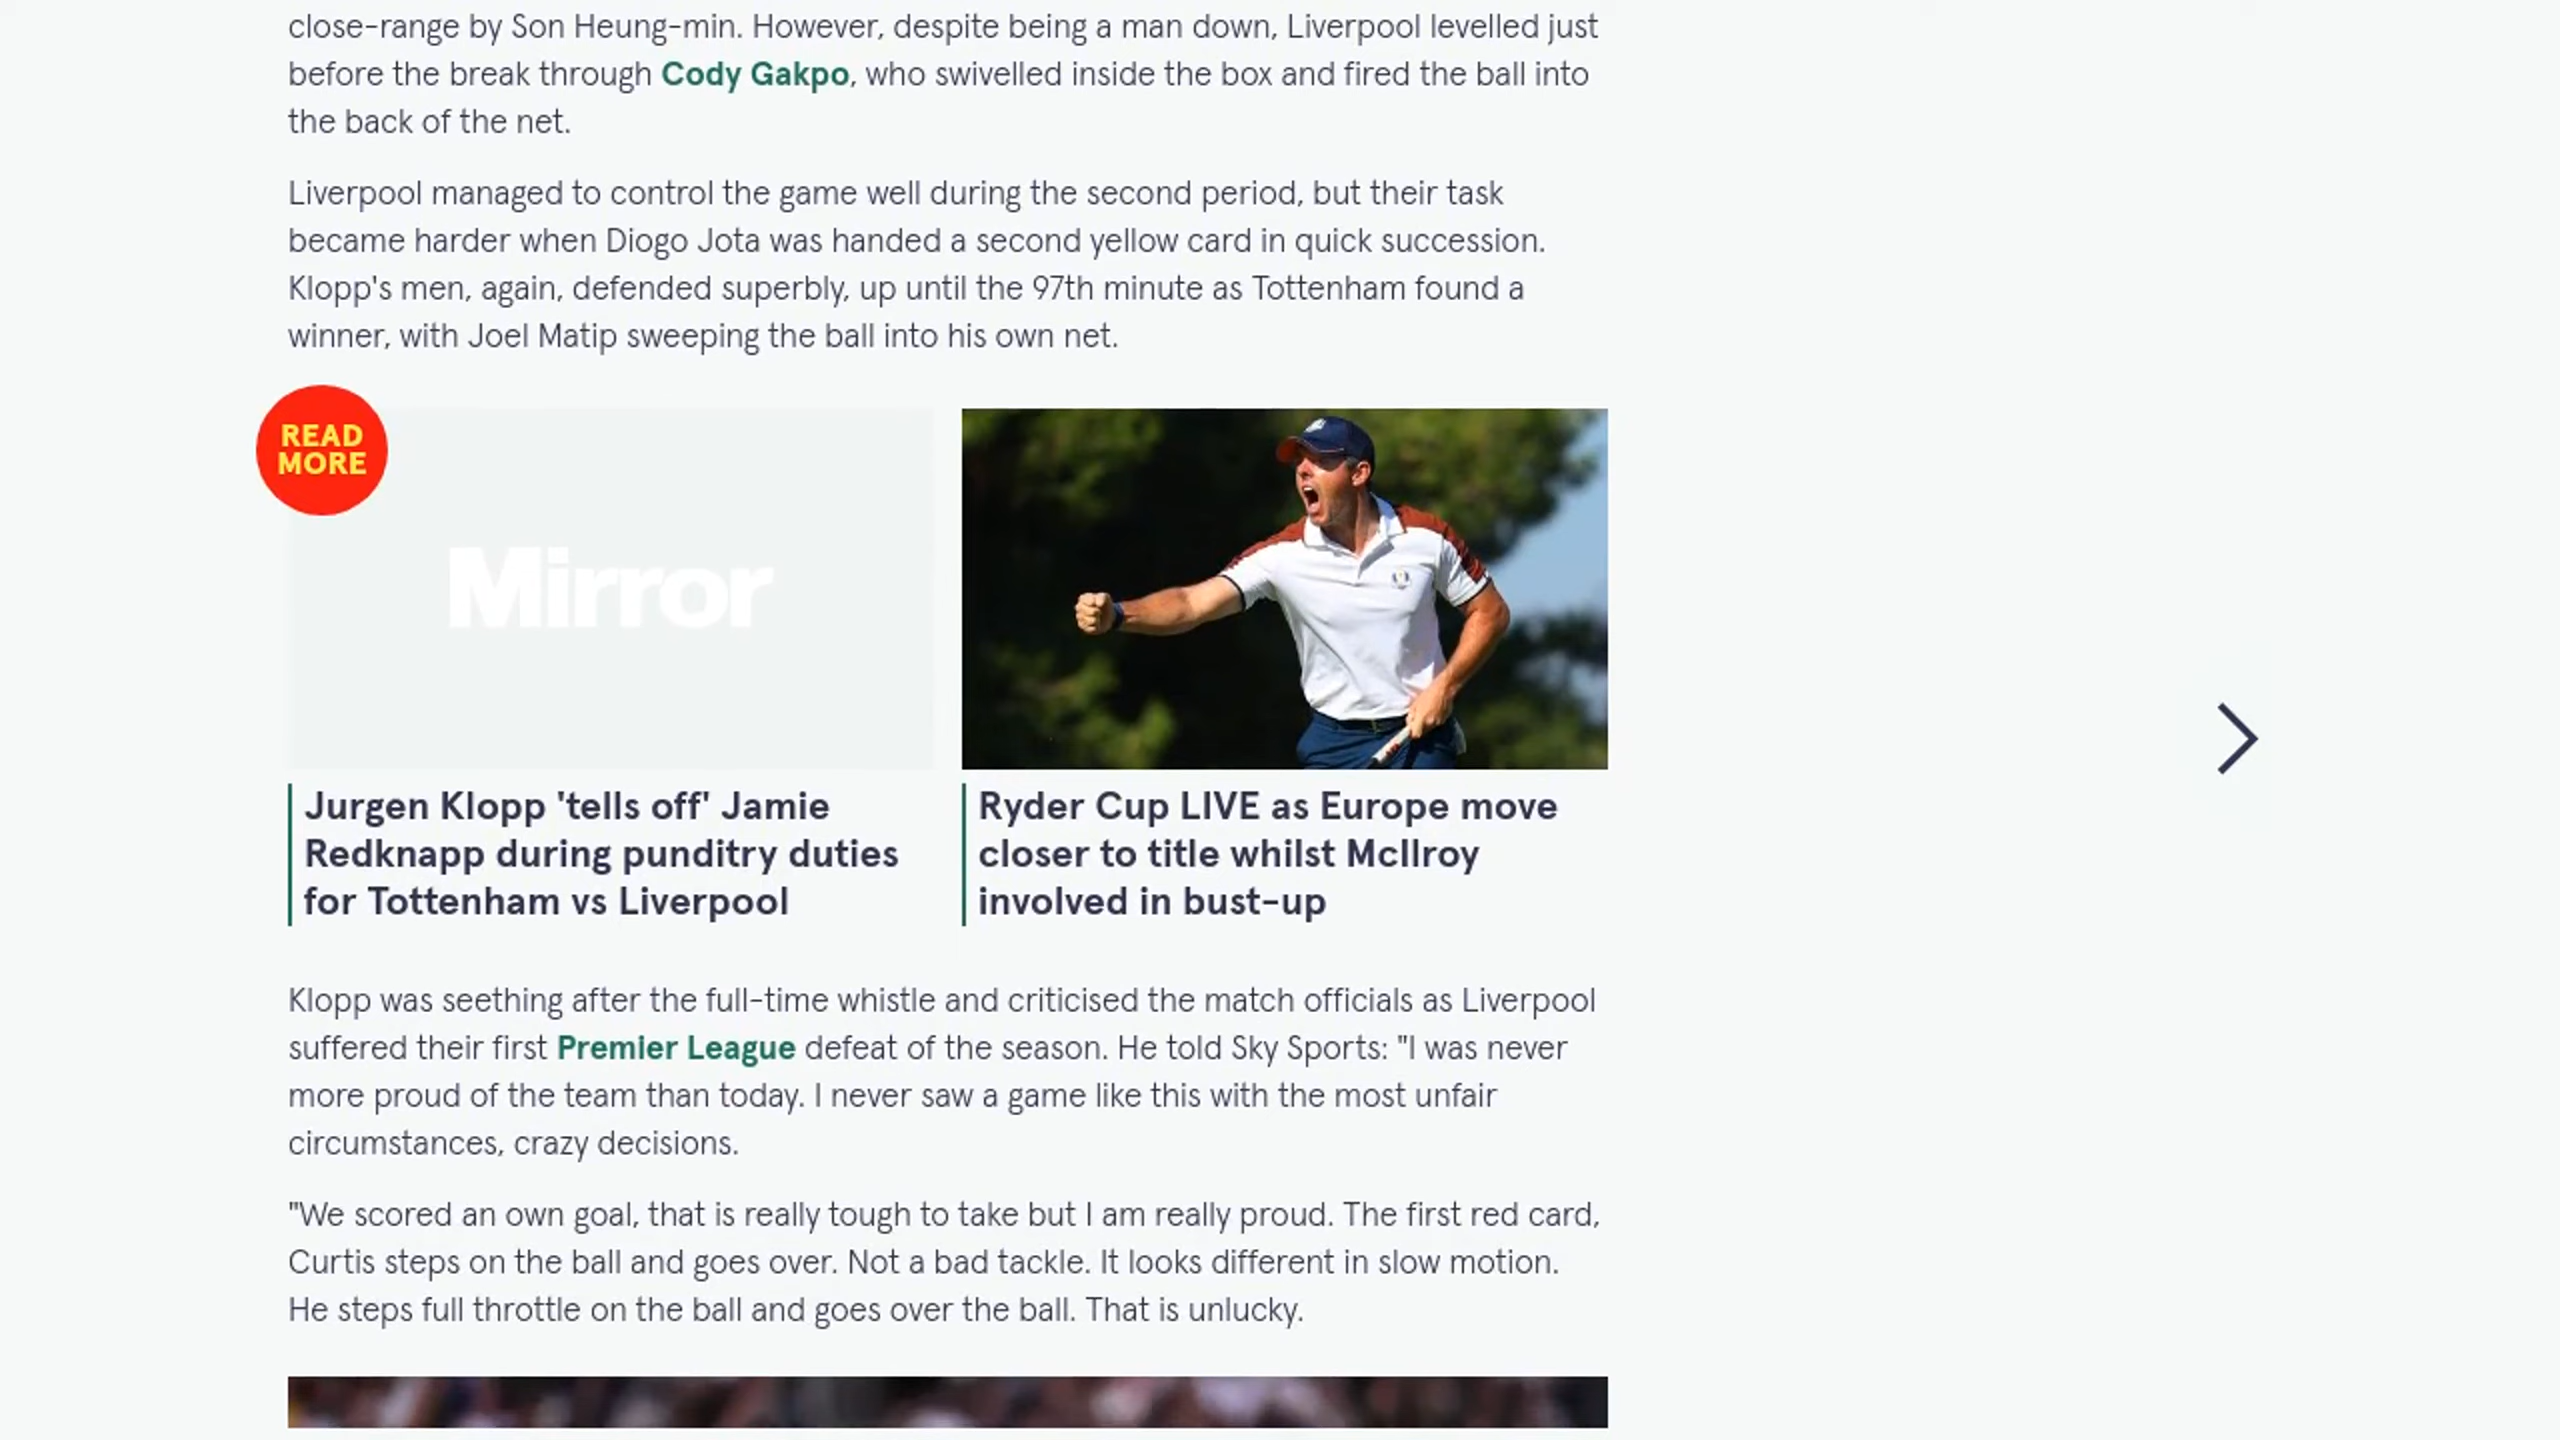 close-range by Son Heung-min. However, despite being a man down, Liverpool levelled just
before the break through Cody Gakpo, who swivelled inside the box and fired the ball into
the back of the net.
Liverpool managed to control the game well during the second period, but their task
became harder when Diogo Jota was handed a second yellow card in quick succession.
Klopp's men, again, defended superbly, up until the 97th minute as Tottenham found a
winner, with Joel Matip sweeping the ball into his own net.
READ
MORE
Mirror
Jurgen Klopp 'tells off' Jamie
Redknapp during punditry duties
for Tottenham vs Liverpool
Ryder Cup LIVE as Europe move
closer to title whilst McIlroy
involved in bust-up
Klopp was seething after the full-time whistle and criticised the match officials as Liverpool
suffered their first Premier League defeat of the season. He told Sky Sports: "I was never
more proud of the team than today. I never saw a game like this with the most unfair
circumstances, crazy decisions.
"We scored an own goal, that is really tough to take but I am really proud. The first red card,
Curtis steps on the ball and goes over. Not a bad tackle. It looks different in slow motion.
He steps full throttle on the ball and goes over the ball. That is unlucky.